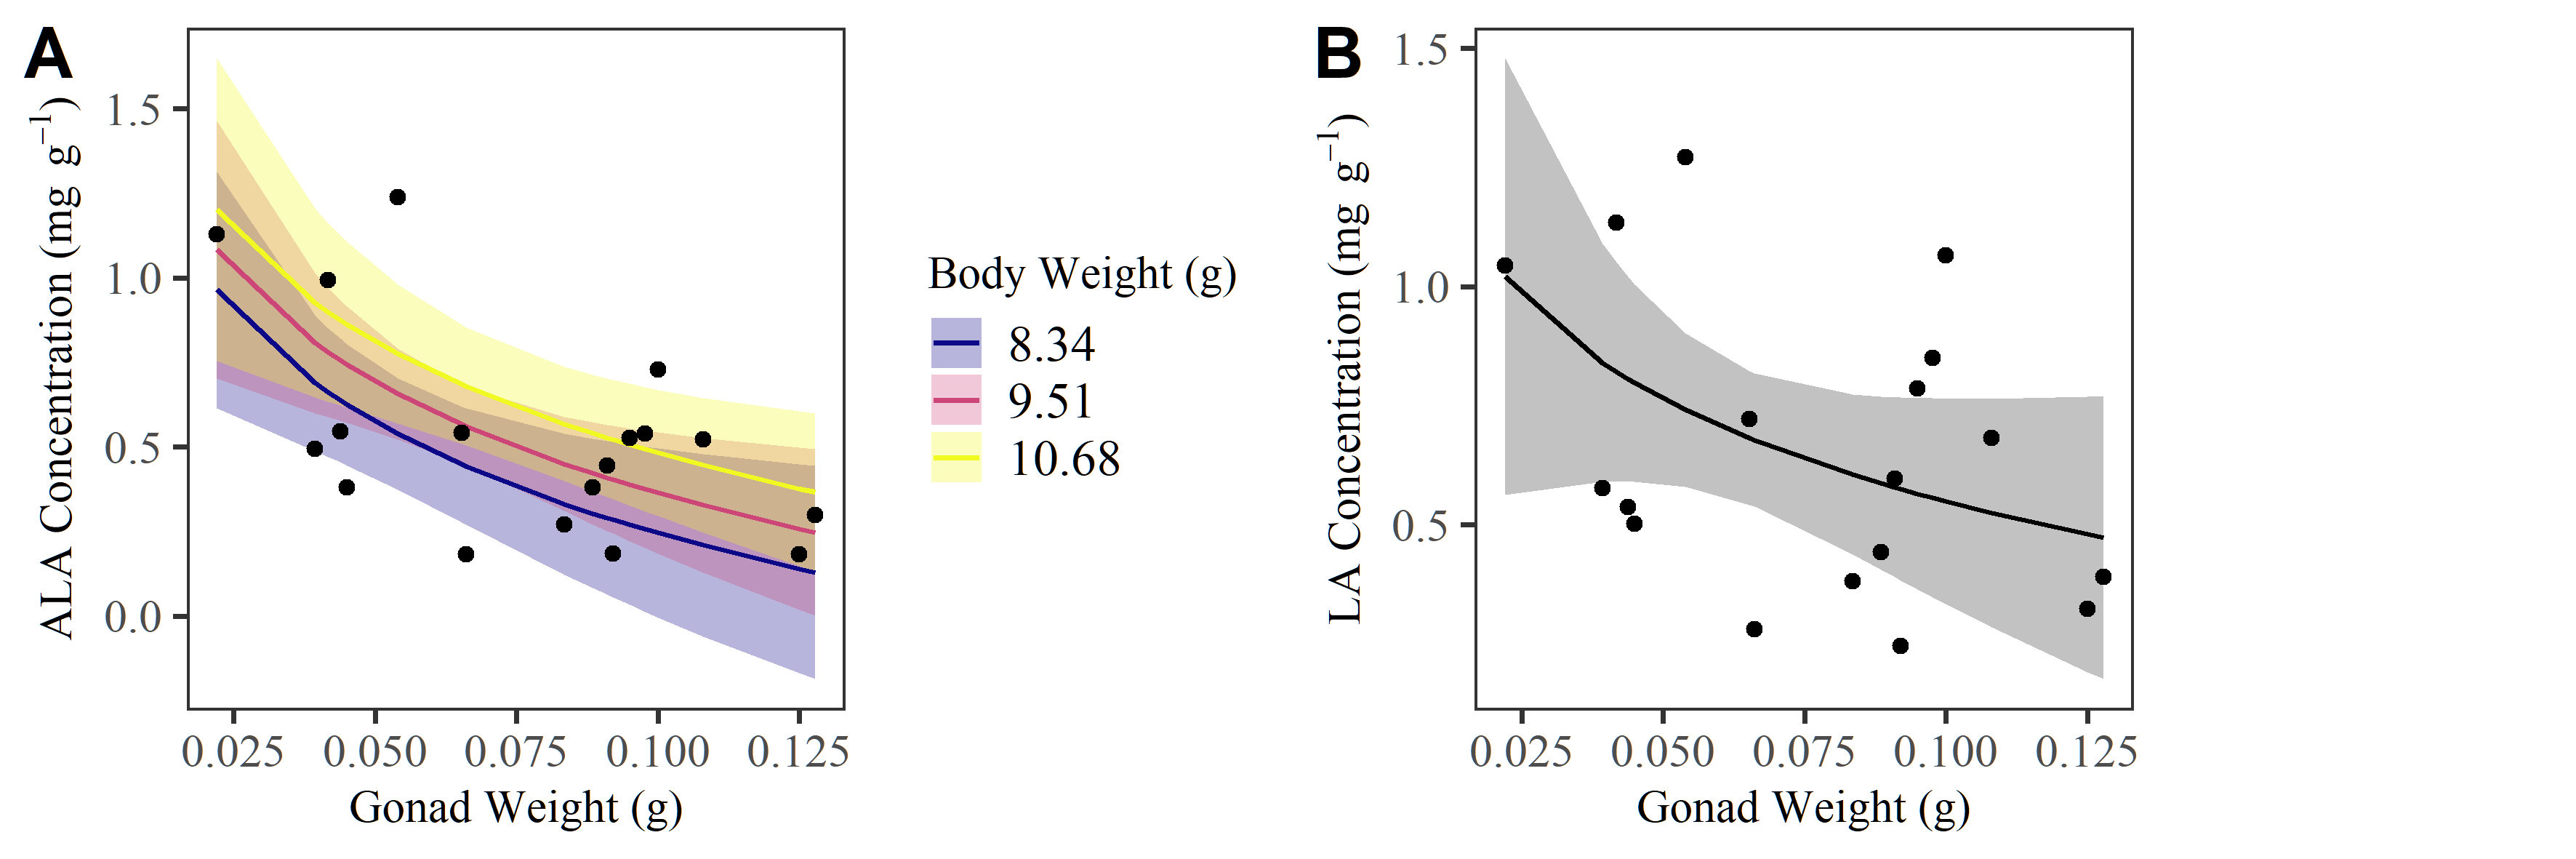 A
ALA Concentration (mg g⁻¹)
1.5
1.0
0.5
0.0
0.025 0.050 0.075 0.100 0.125
Gonad Weight (g)
Body Weight (g)
8.34
9.51
10.68
B
LA Concentration (mg g⁻¹)
1.5
1.0
0.5
0.025 0.050 0.075 0.100 0.125
Gonad Weight (g)